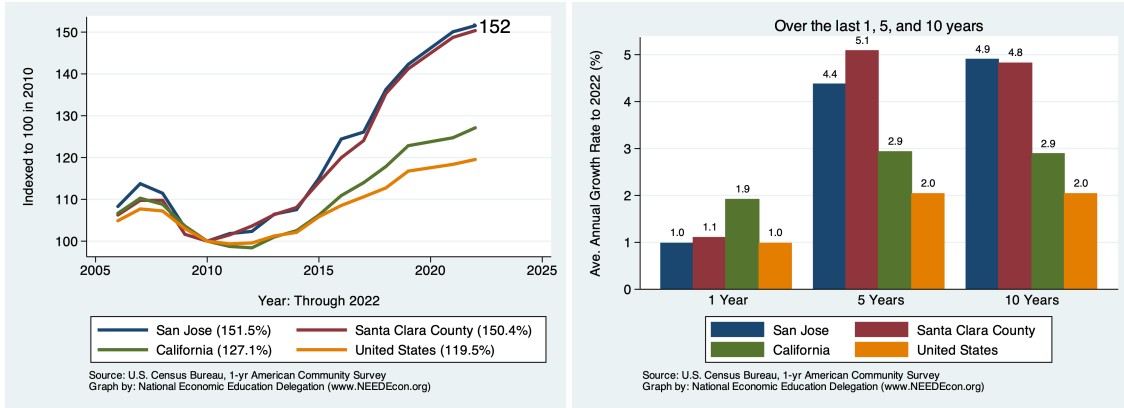 152
Indexed to 100 in 2010
150
140
130
120
110
100
2005 2010 2015 2020 2025
Year: Through 2022
San Jose (151.5%) Santa Clara County (150.4%)
California (127.1%) United States (119.5%)
Source: U.S. Census Bureau, 1-yr American Community Survey
Graph by: National Economic Education Delegation (www.NEEDEcon.org)
Over the last 1, 5, and 10 years
Ave. Annual Growth Rate to 2022 (%)
5
4
3
2
1
0
1.0 1.1 1.9 1.0
4.4 5.1 2.9 2.0
4.9 4.8 2.9 2.0
1 Year 5 Years 10 Years
San Jose Santa Clara County
California United States
Source: U.S. Census Bureau, 1-yr American Community Survey
Graph by: National Economic Education Delegation (www.NEEDEcon.org)